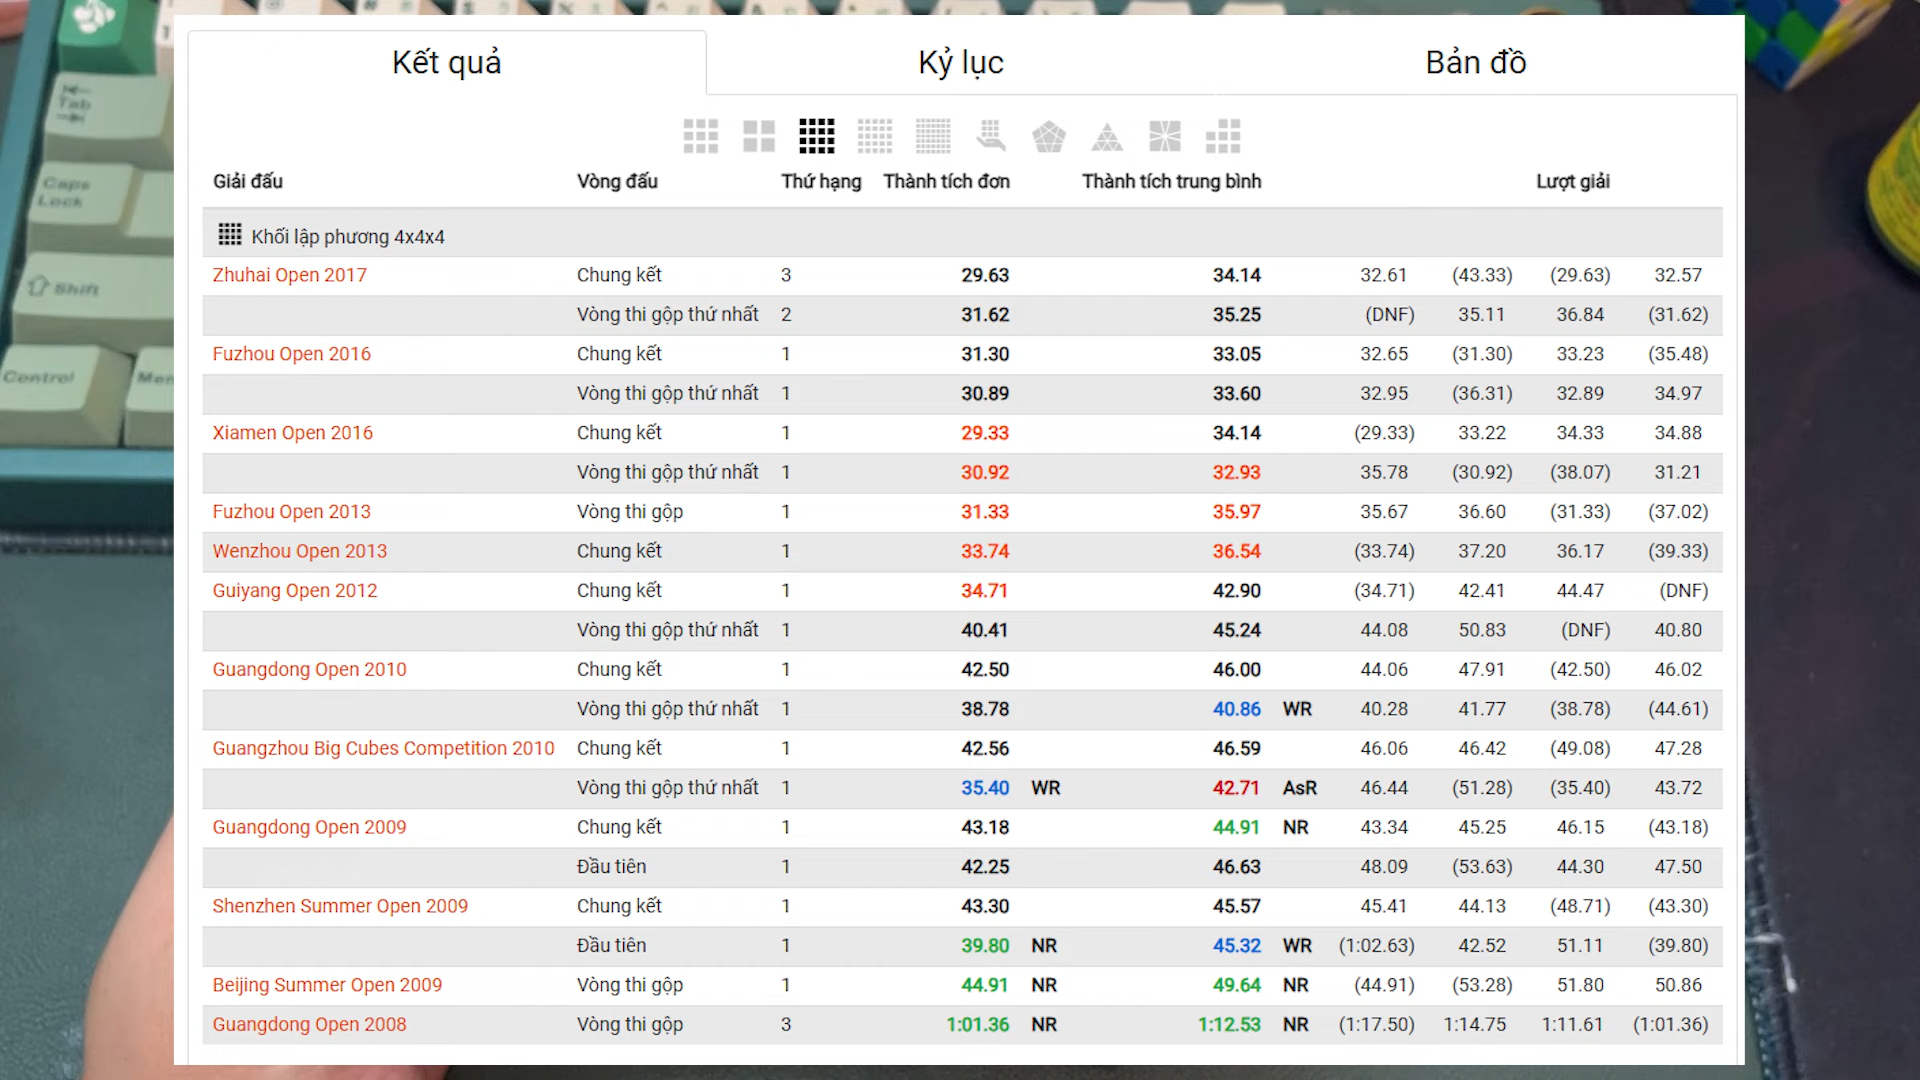 Kết quả Kỷ lục Bản đồ
Giải đấu Vòng đấu Thứ hạng Thành tích đơn Thành tích trung bình Lượt giải
Khối lập phương 4x4x4
Zhuhai Open 2017 Chung kết 3 29.63 34.14 32.61 (43.33) (29.63) 32.57
Vòng thi gộp thứ nhất 2 31.62 35.25 (DNF) 35.11 36.84 (31.62)
Fuzhou Open 2016 Chung kết 1 31.30 33.05 32.65 (31.30) 33.23 (35.48)
Vòng thi gộp thứ nhất 1 30.89 33.60 32.95 (36.31) 32.89 34.97
Xiamen Open 2016 Chung kết 1 29.33 34.14 (29.33) 33.22 34.33 34.88
Vòng thi gộp thứ nhất 1 30.92 32.93 35.78 (30.92) (38.07) 31.21
Fuzhou Open 2013 Vòng thi gộp 1 31.33 35.97 35.67 36.60 (31.33) (37.02)
Wenzhou Open 2013 Chung kết 1 33.74 36.54 (33.74) 37.20 36.17 (39.33)
Guiyang Open 2012 Chung kết 1 34.71 42.90 (34.71) 42.41 44.47 (DNF)
Vòng thi gộp thứ nhất 1 40.41 45.24 44.08 50.83 (DNF) 40.80
Guangdong Open 2010 Chung kết 1 42.50 46.00 44.06 47.91 (42.50) 46.02
Vòng thi gộp thứ nhất 1 38.78 40.86 WR 40.28 41.77 (38.78) (44.61)
Guangzhou Big Cubes Competition 2010 Chung kết 1 42.56 46.59 46.06 46.42 (49.08) 47.28
Vòng thi gộp thứ nhất 1 35.40 WR 42.71 AsR 46.44 (51.28) (35.40) 43.72
Guangdong Open 2009 Chung kết 1 43.18 44.91 NR 43.34 45.25 46.15 (43.18)
Đầu tiên 1 42.25 46.63 48.09 (53.63) 44.30 47.50
Shenzhen Summer Open 2009 Chung kết 1 43.30 45.57 45.41 44.13 (48.71) (43.30)
Đầu tiên 1 39.80 NR 45.32 WR (1:02.63) 42.52 51.11 (39.80)
Beijing Summer Open 2009 Vòng thi gộp 1 44.91 NR 49.64 NR (44.91) (53.28) 51.80 50.86
Guangdong Open 2008 Vòng thi gộp 3 1:01.36 NR 1:12.53 NR (1:17.50) 1:14.75 1:11.61 (1:01.36)
Tab
Caps
Lock
Shift
Control